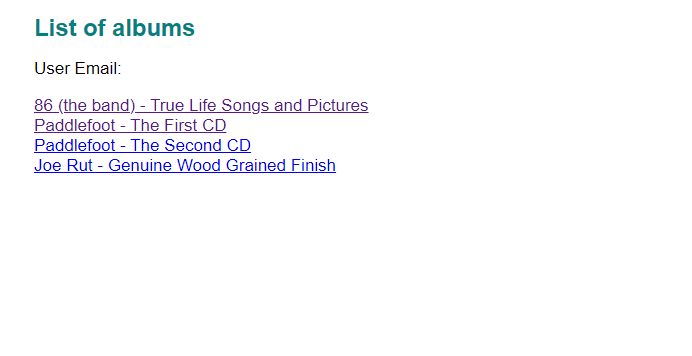 List of albums
User Email:
86 (the band) - True Life Songs and Pictures
Paddlefoot - The First CD
Paddlefoot - The Second CD
Joe Rut - Genuine Wood Grained Finish